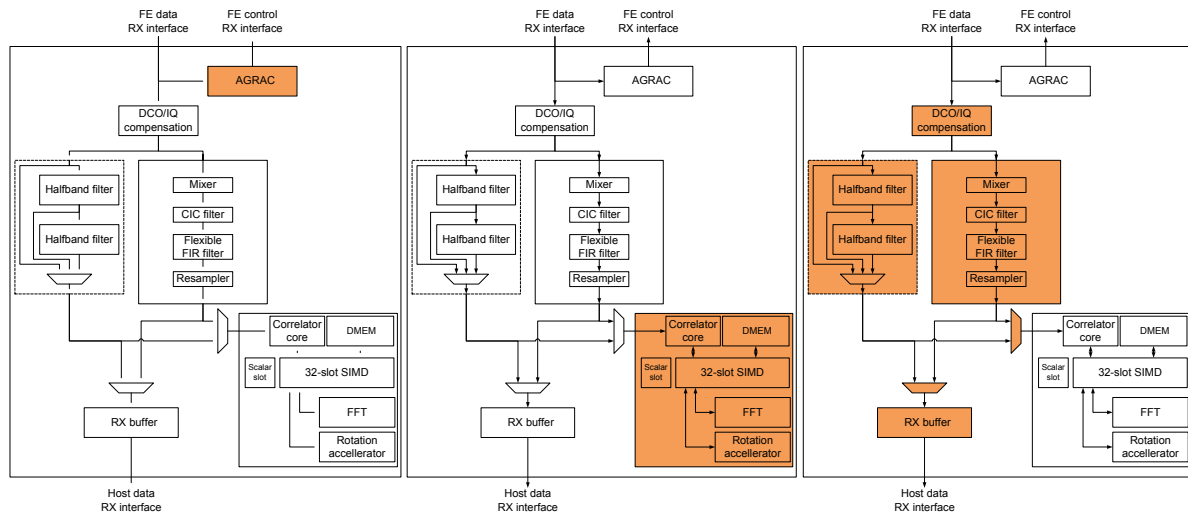 FE data
RX interface
FE control
RX interface
AGRAC
DCO/IQ
compensation
Halfband filter
Halfband filter
Mixer
CIC filter
Flexible
FIR filter
Resampler
Correlator
core
DMEM
Scalar
slot
32-slot SIMD
FFT
Rotation
accellerator
RX buffer
Host data
RX interface
FE data
RX interface
FE control
RX interface
AGRAC
DCO/IQ
compensation
Halfband filter
Halfband filter
Mixer
CIC filter
Flexible
FIR filter
Resampler
Correlator
core
DMEM
Scalar
slot
32-slot SIMD
FFT
Rotation
accellerator
RX buffer
Host data
RX interface
FE data
RX interface
FE control
RX interface
AGRAC
DCO/IQ
compensation
Halfband filter
Halfband filter
Mixer
CIC filter
Flexible
FIR filter
Resampler
Correlator
core
DMEM
Scalar
slot
32-slot SIMD
FFT
Rotation
accellerator
RX buffer
Host data
RX interface